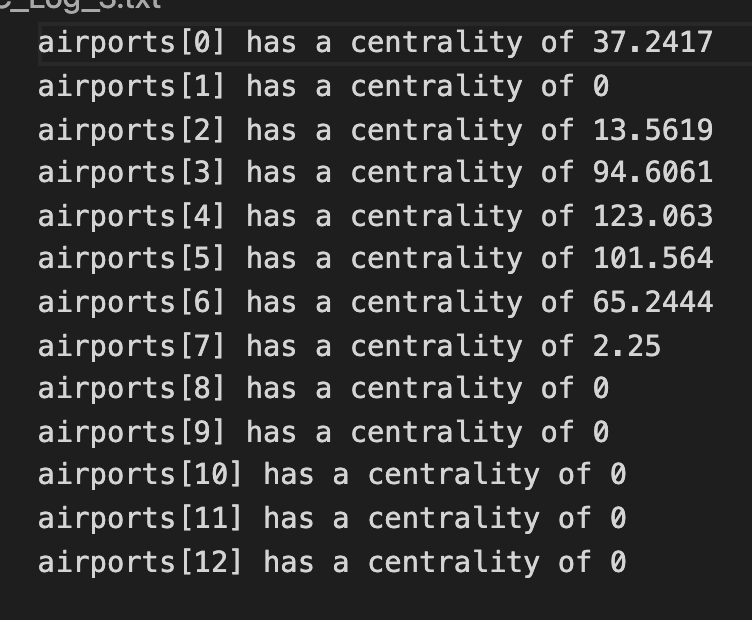 C_Log_3.txt
airports[0] has a centrality of 37.2417
airports[1] has a centrality of 0
airports[2] has a centrality of 13.5619
airports[3] has a centrality of 94.6061
airports[4] has a centrality of 123.063
airports[5] has a centrality of 101.564
airports[6] has a centrality of 65.2444
airports[7] has a centrality of 2.25
airports[8] has a centrality of 0
airports[9] has a centrality of 0
airports[10] has a centrality of 0
airports[11] has a centrality of 0
airports[12] has a centrality of 0